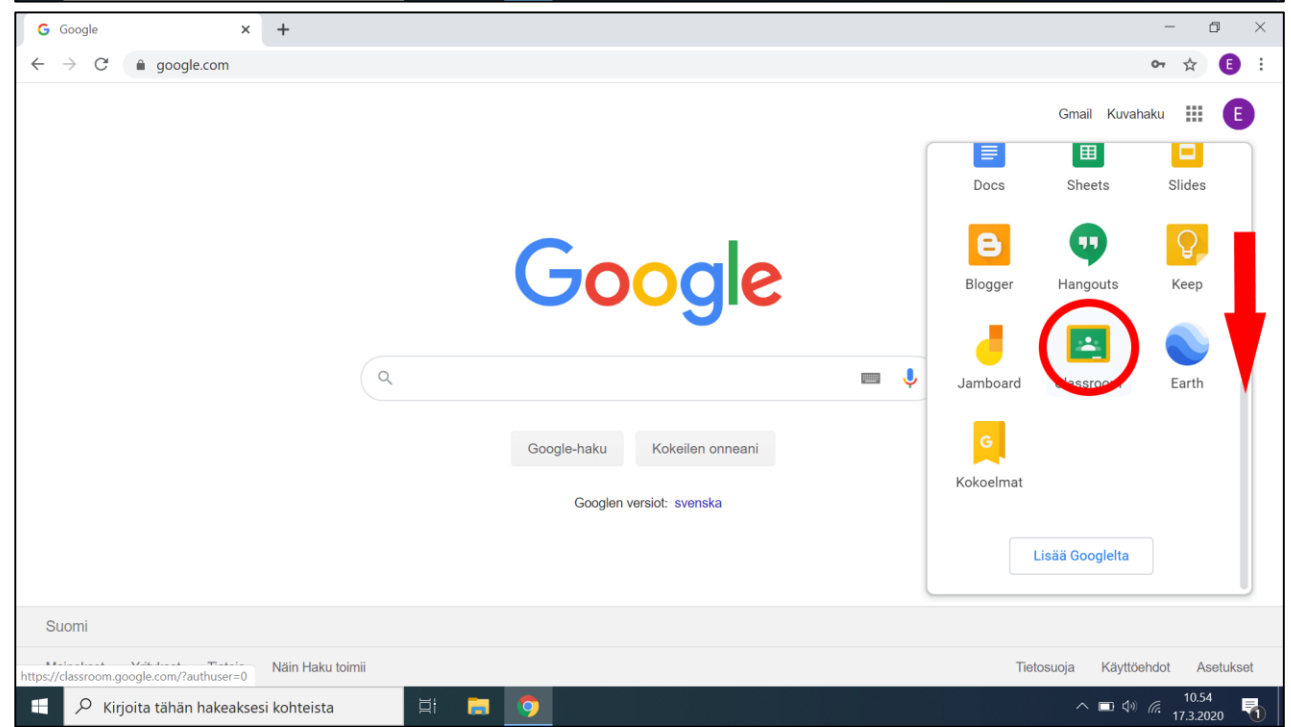 Google
google.com
E
Gmail Kuvahaku E
Docs Sheets Slides
Blogger Hangouts Keep
Jamboard Classroom Earth
G
Kokoelmat
Google
Google-haku Kokeilen onneani
Googlen versiot: svenska
Lisää Googlelta
Suomi
Näin Haku toimii Tietosuoja Käyttöehdot Asetukset
https://classroom.google.com/?authuser=0
Kirjoita tähän hakeaksesi kohteista
10.54
17.3.2020
1